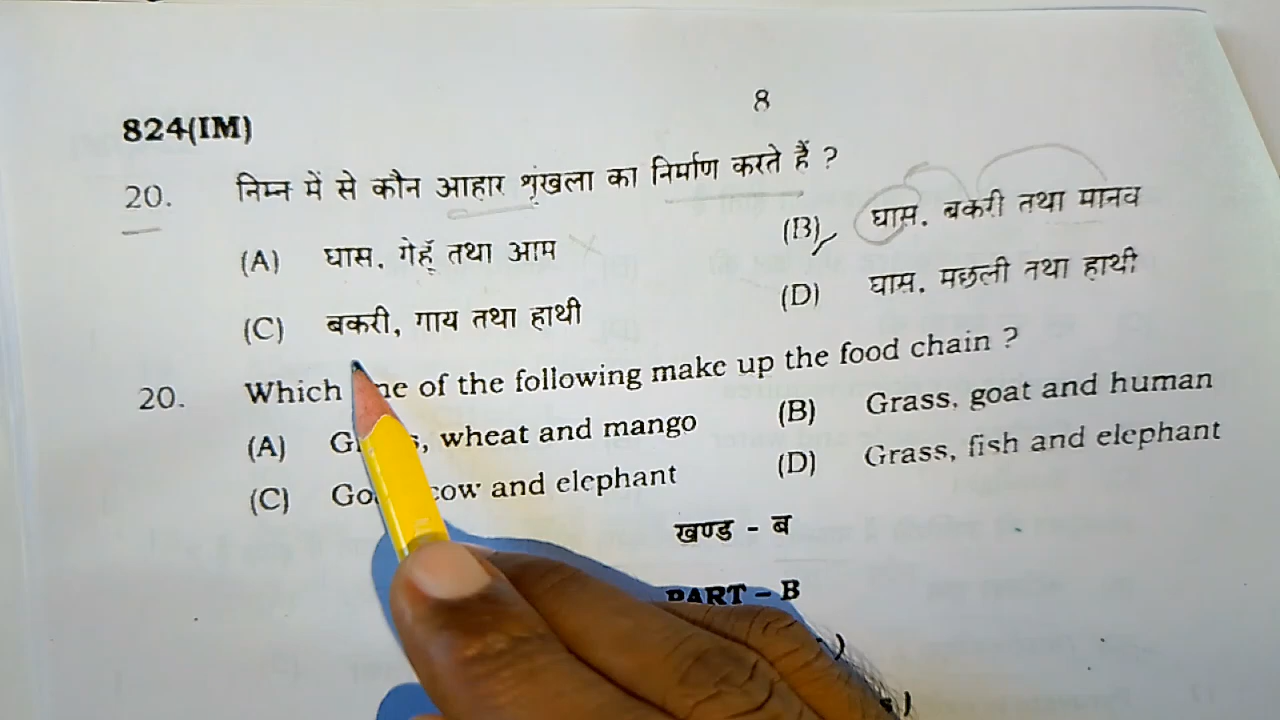 8
824(IM)
20. निम्न में से कौन आहार शृंखला का निर्माण करते हैं ?
(A) घास, गेहूँ तथा आम (B) घास, बकरी तथा मानव
(C) बकरी, गाय तथा हाथी (D) घास, मछली तथा हाथी
20. Which of the following make up the food chain ?
(A) wheat and mango (B) Grass, goat and human
(C) cow and elephant (D) Grass, fish and elephant
खण्ड - ब
PART - B